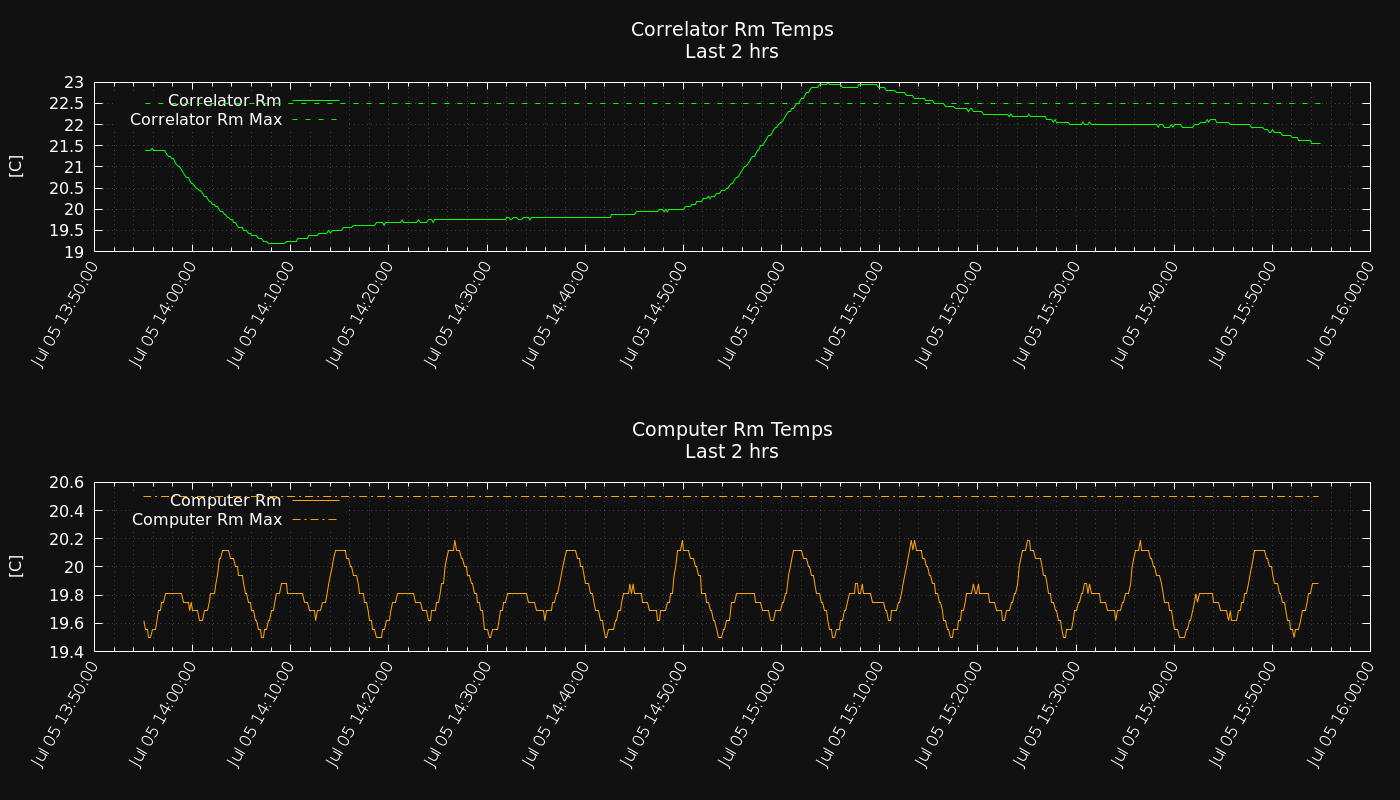 Correlator Rm Temps
Last 2 hrs
23
22.5
22
21.5
21
20.5
20
19.5
19
[C]
Correlator Rm
Correlator Rm Max
Jul 05 13:50:00
Jul 05 14:00:00
Jul 05 14:10:00
Jul 05 14:20:00
Jul 05 14:30:00
Jul 05 14:40:00
Jul 05 14:50:00
Jul 05 15:00:00
Jul 05 15:10:00
Jul 05 15:20:00
Jul 05 15:30:00
Jul 05 15:40:00
Jul 05 15:50:00
Jul 05 16:00:00
Computer Rm Temps
Last 2 hrs
20.6
20.4
20.2
20
19.8
19.6
19.4
[C]
Computer Rm
Computer Rm Max
Jul 05 13:50:00
Jul 05 14:00:00
Jul 05 14:10:00
Jul 05 14:20:00
Jul 05 14:30:00
Jul 05 14:40:00
Jul 05 14:50:00
Jul 05 15:00:00
Jul 05 15:10:00
Jul 05 15:20:00
Jul 05 15:30:00
Jul 05 15:40:00
Jul 05 15:50:00
Jul 05 16:00:00